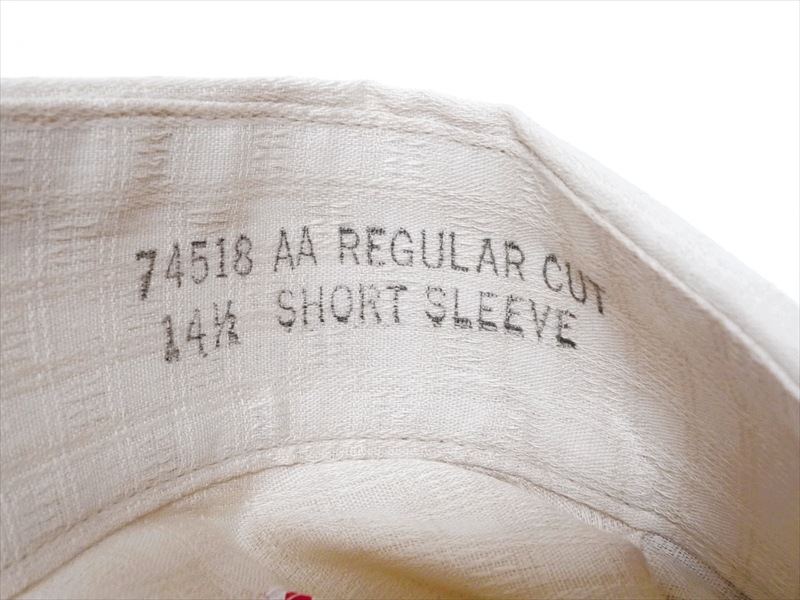 74518 AA REGULAR CUT
14½ SHORT SLEEVE